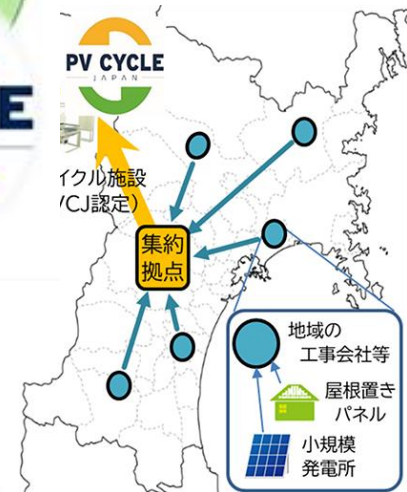 E
PV CYCLE
JAPAN
イクル施設
VCJ認定）
集約
拠点
地域の
工事会社等
屋根置き
パネル
小規模
発電所